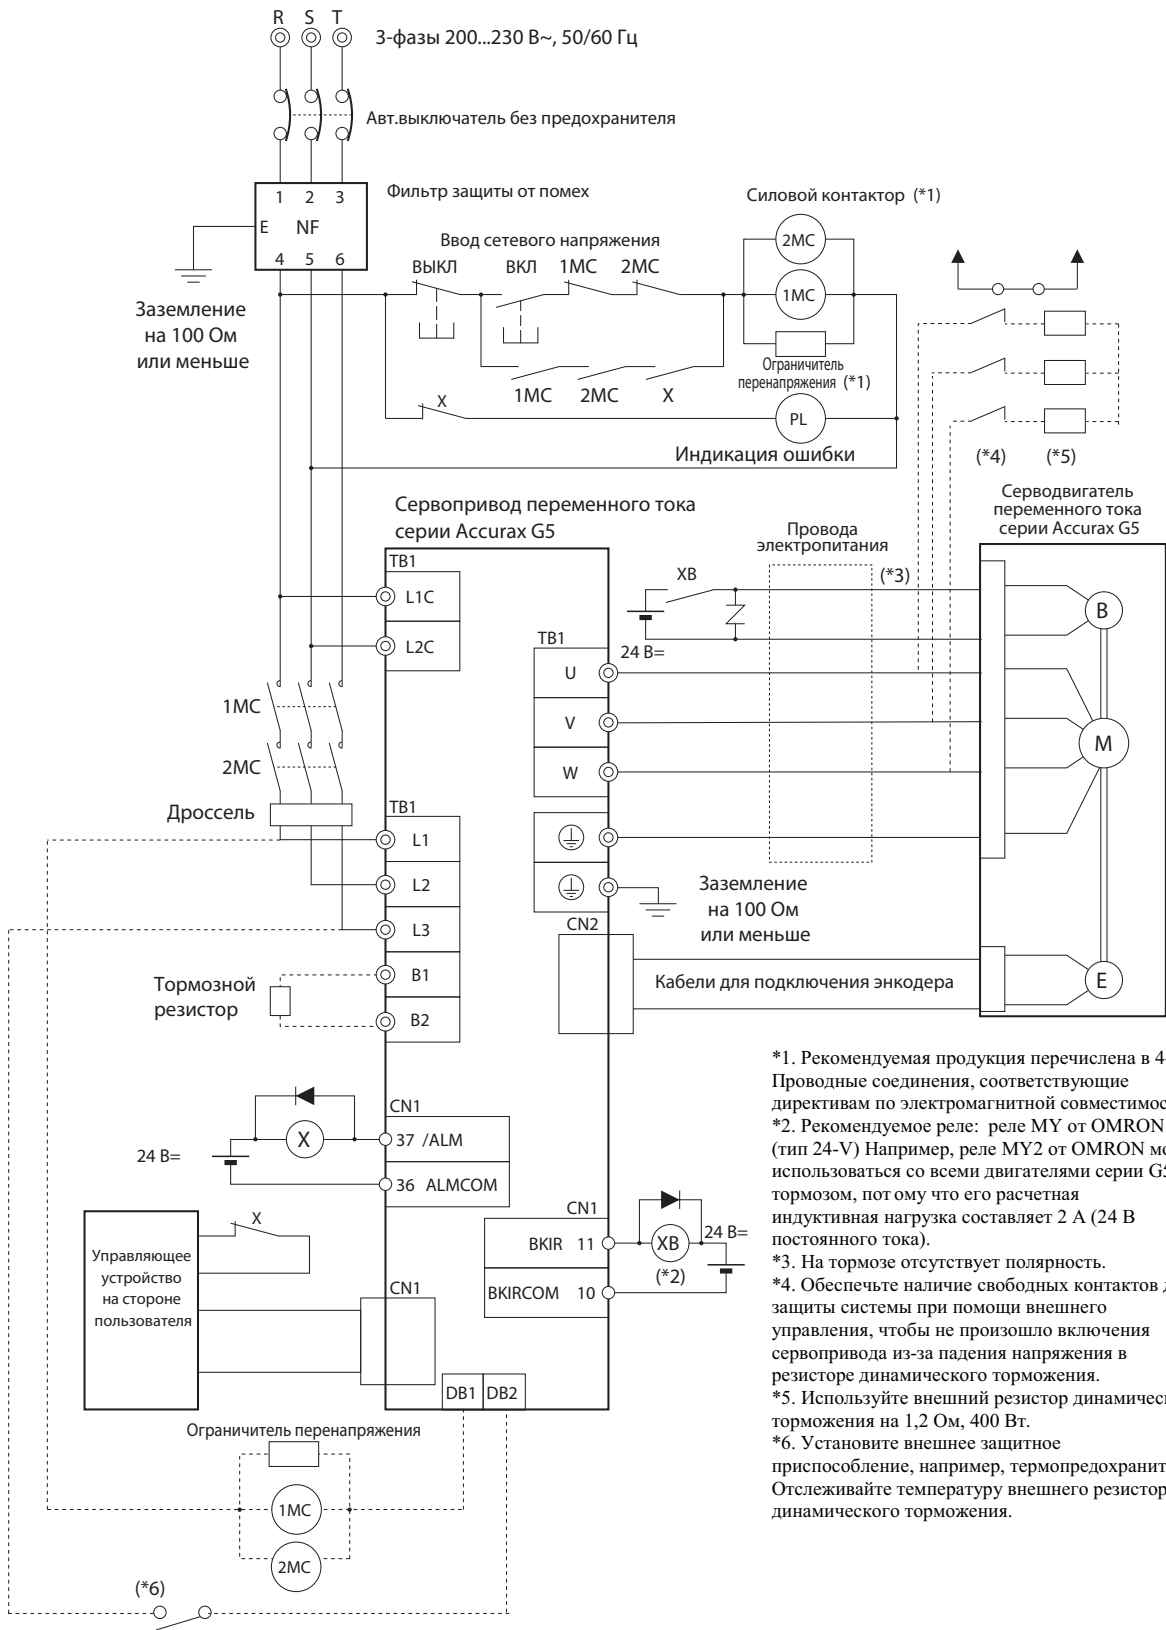 R S T
3-фазы 200...230 В~, 50/60 Гц
Авт.выключатель без предохранителя
1 2 3
E NF
4 5 6
Фильтр защиты от помех
Заземление
на 100 Ом
или меньше
Силовой контактор (*1)
Ввод сетевого напряжения
ВЫКЛ ВКЛ 1МС 2МС
2МС
1МС
Ограничитель
перенапряжения (*1)
1МС 2МС X
X
PL
Индикация ошибки
(*4) (*5)
Сервопривод переменного тока
серии Accurax G5
Провода
электропитания
Серводвигатель
переменного тока
серии Accurax G5
TB1
L1C
L2C
XB
(*3)
24 В=
TB1
U
V
W
B
M
E
1МС
2МС
Дроссель
TB1
L1
L2
L3
B1
B2
Тормозной
резистор
Заземление
на 100 Ом
или меньше
CN2
Кабели для подключения энкодера
CN1
X
37 /ALM
24 В=
36 ALMCOM
CN1
BKIR 11
XB
24 В=
(*2)
BKIRCOM 10
X
Управляющее
устройство
на стороне
пользователя
CN1
DB1 DB2
Ограничитель перенапряжения
1МС
2МС
(*6)
*1. Рекомендуемая продукция перечислена в 4-
Проводные соединения, соответствующие
директивам по электромагнитной совместимос
*2. Рекомендуемое реле: реле MY от OMRON
(тип 24-V) Например, реле MY2 от OMRON мо
использоваться со всеми двигателями серии G5
тормозом, пот ому что его расчетная
индуктивная нагрузка составляет 2 А (24 В
постоянного тока).
*3. На тормозе отсутствует полярность.
*4. Обеспечьте наличие свободных контактов д
защиты системы при помощи внешнего
управления, чтобы не произошло включения
сервопривода из-за падения напряжения в
резисторе динамического торможения.
*5. Используйте внешний резистор динамическ
торможения на 1,2 Ом, 400 Вт.
*6. Установите внешнее защитное
приспособление, например, термопредохранит
Отслеживайте температуру внешнего резистор
динамического торможения.